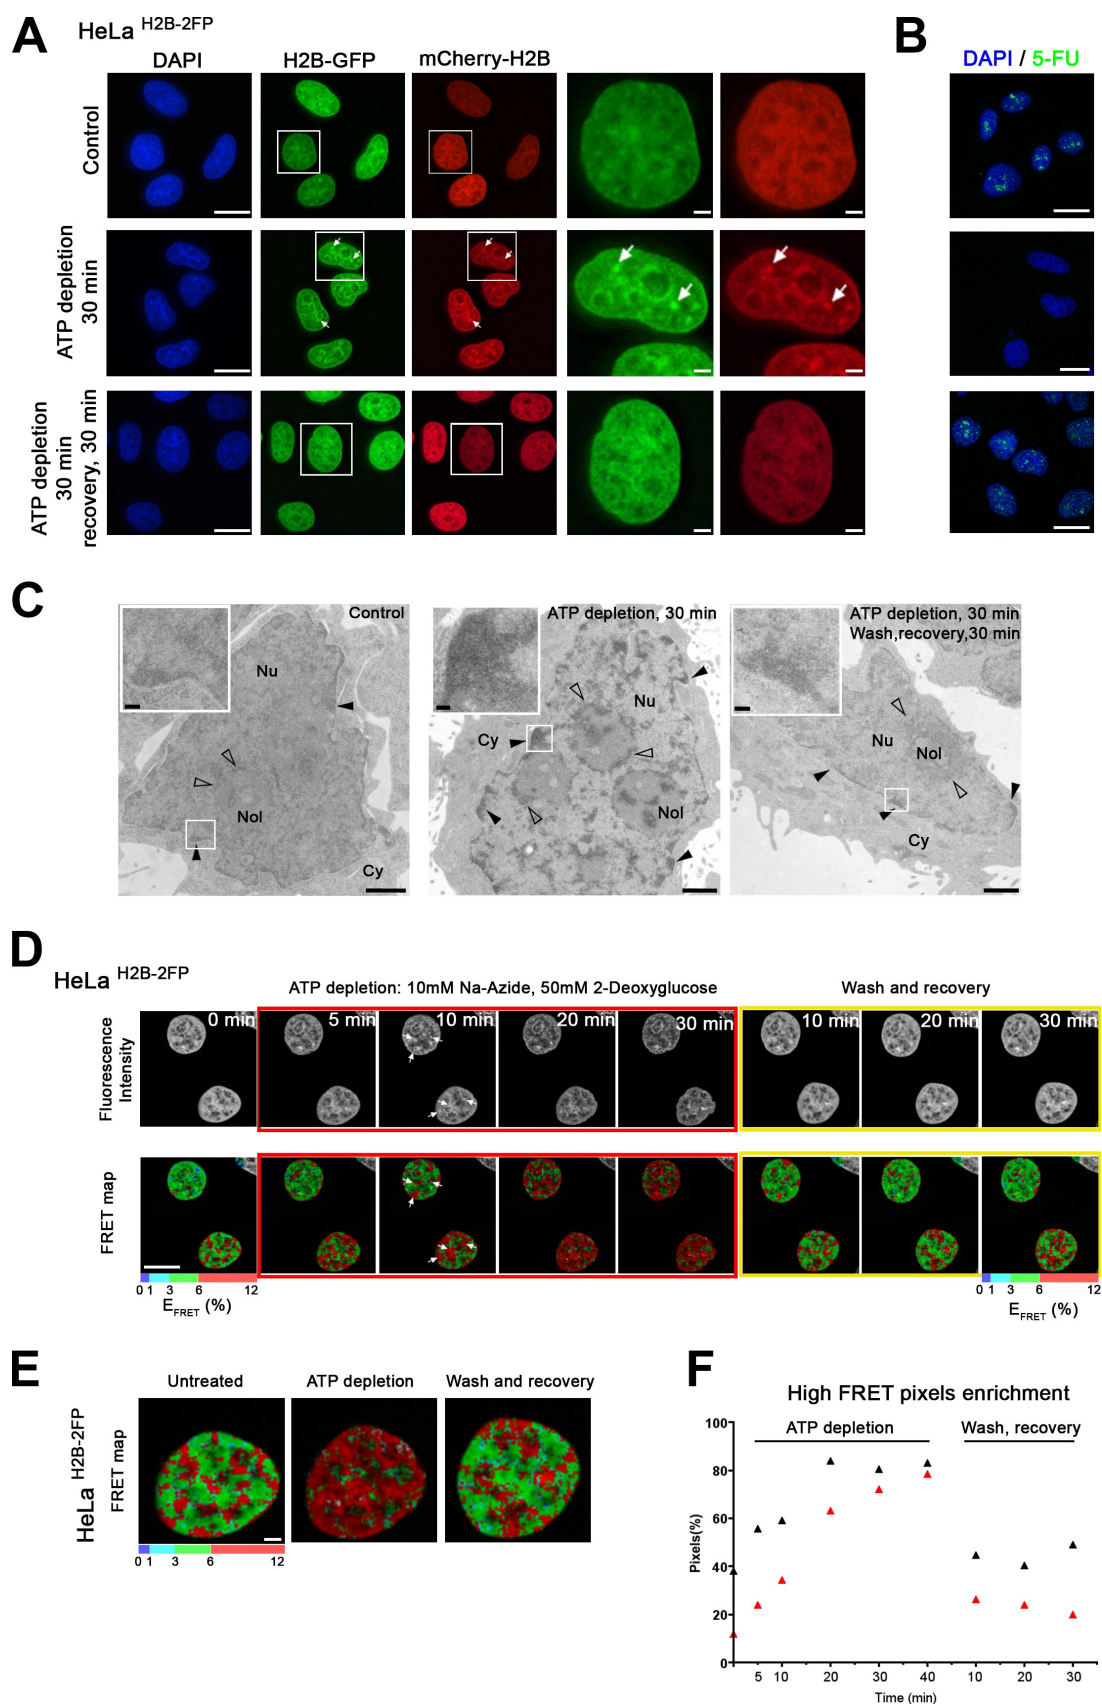 A
HeLa H2B-2FP
DAPI
H2B-GFP
mCherry-H2B
Control
ATP depletion
30 min
ATP depletion
30 min
recovery, 30 min
B
DAPI / 5-FU
C
Control
Nu
Nol
Cy
ATP depletion, 30 min
Nu
Cy
Nol
ATP depletion, 30 min
Wash,recovery,30 min
Nu
Nol
Cy
D
HeLa H2B-2FP
ATP depletion: 10mM Na-Azide, 50mM 2-Deoxyglucose
Wash and recovery
Fluorescence
Intensity
0 min
5 min
10 min
20 min
30 min
10 min
20 min
30 min
FRET map
0 1 3 6 12
EFRET (%)
0 1 3 6 12
EFRET (%)
E
Untreated
ATP depletion
Wash and recovery
HeLa H2B-2FP
FRET map
0 1 3 6 12
F
High FRET pixels enrichment
ATP depletion
Wash, recovery
Pixels(%)
100
80
60
40
20
0
5 10 20 30 40 10 20 30
Time (min)